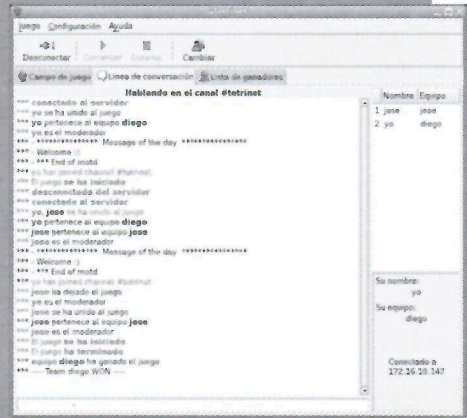 Juego Configuración Ayuda
Desconectar Comenzar Cambiar
Campo de juego Línea de conversación Lista de ganadores
Hablando en el canal #tetrinet
*** conectado al servidor
*** yo se ha unido al juego
*** yo pertenece al equipo diego
*** yo es el moderador
*** - *************** Message of the day ***************
*** - Welcome :)
*** - *** End of motd
*** yo has joined channel #tetrinet
*** El juego se ha iniciado
*** desconectado del servidor
*** conectado al servidor
*** yo, jose se ha unido al juego
*** yo pertenece al equipo diego
*** jose pertenece al equipo jose
*** jose es el moderador
*** - *************** Message of the day ***************
*** - Welcome :)
*** - *** End of motd
*** yo has joined channel #tetrinet
*** jose ha dejado el juego
*** yo es el moderador
*** jose se ha unido al juego
*** jose pertenece al equipo jose
*** jose es el moderador
*** El juego se ha iniciado
*** El juego ha terminado
*** equipo diego ha ganado el juego
*** ---- Team diego WON ----
Nombre Equipo
1 jose jose
2 yo diego
Su nombre:
yo
Su equipo:
diego
Conectado a
172.16.10.147